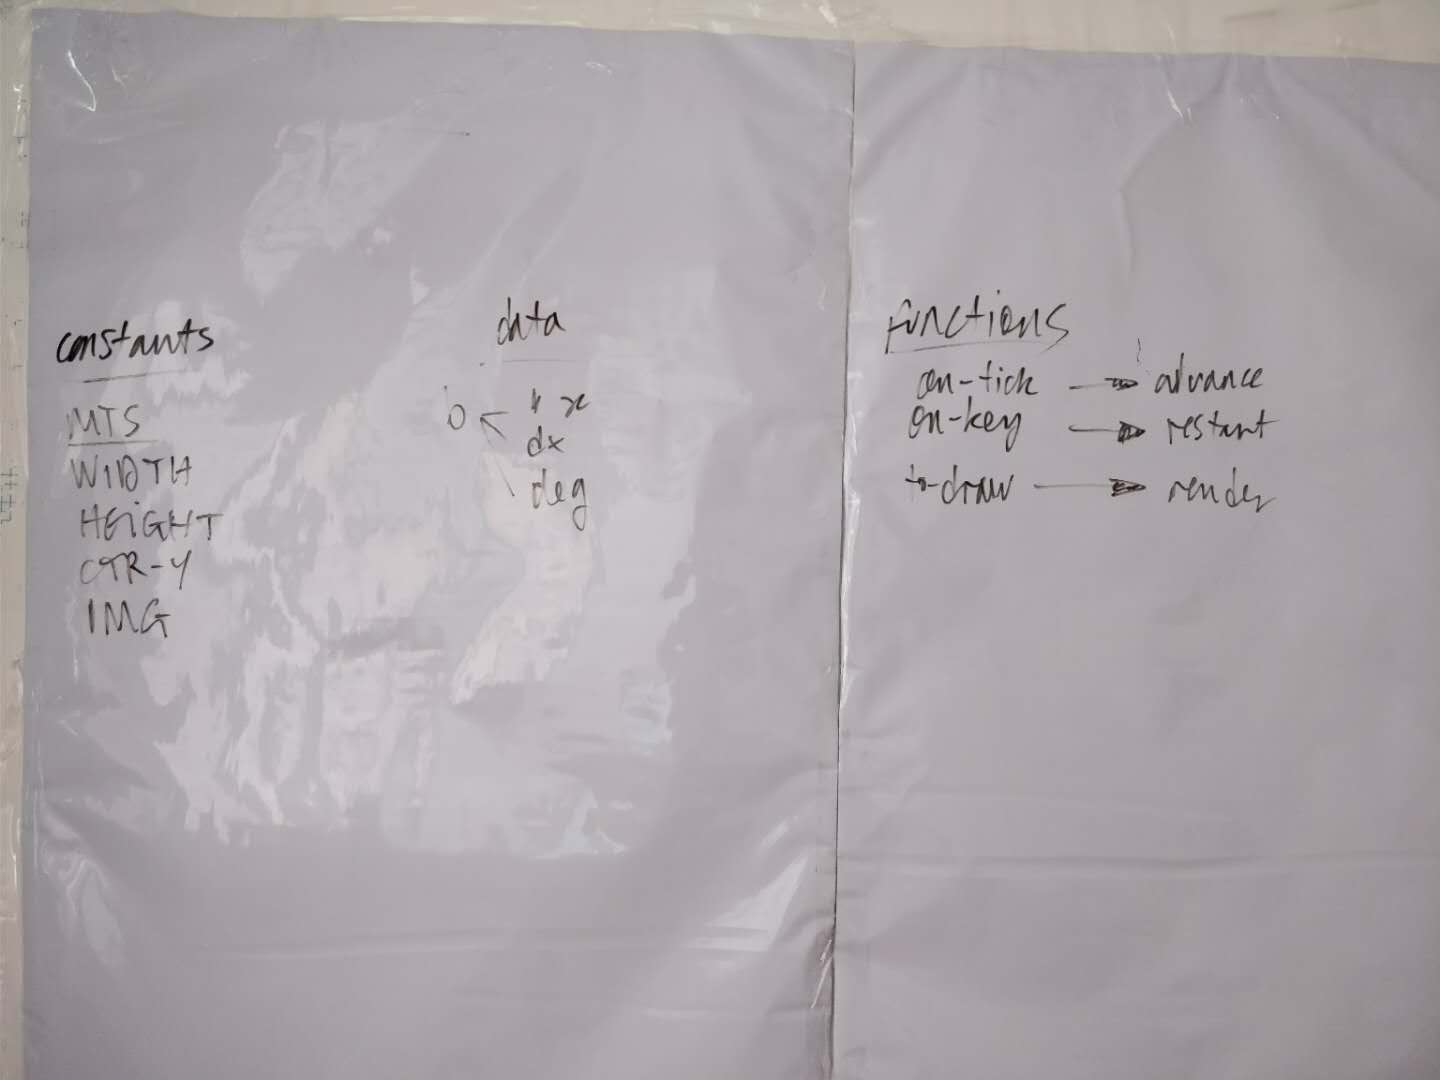 constants
MTS
WIDTH
HEIGHT
CTR-Y
IMG
data
x
dx
deg
functions
on-tick → advance
on-key → restart
to-draw → render